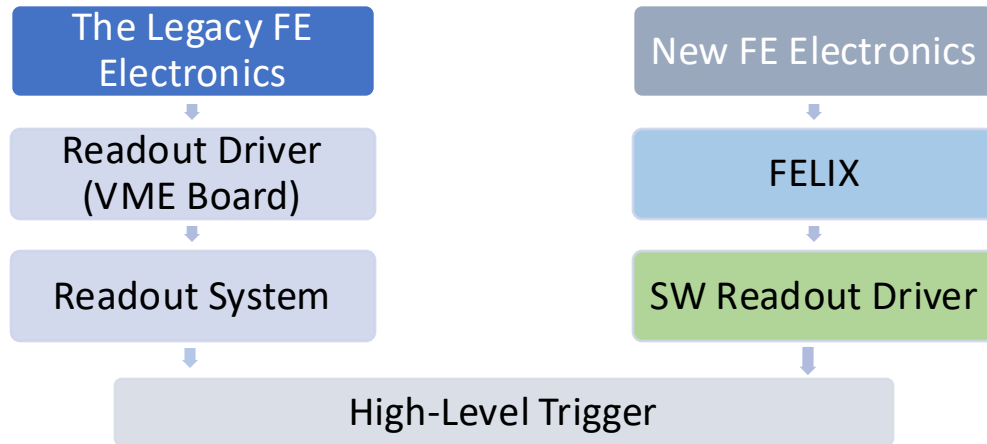 The Legacy FE
Electronics
New FE Electronics
Readout Driver
(VME Board)
FELIX
Readout System
SW Readout Driver
High-Level Trigger